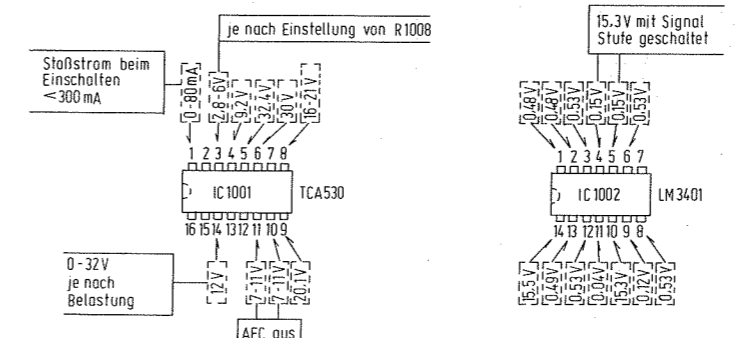 je nach Einstellung von R1008
Stoßstrom beim
Einschalten
<300 mA
0-80mA
2.8-6V
9.2V
32.4V
30V
16-21V
1 2 3 4 5 6 7 8
IC1001
TCA530
16 15 14 13 12 11 10 9
0-32V
je nach
Belastung
12V
7-11V
7-11V
20.1V
AFC aus
15.3V mit Signal
Stufe geschaltet
0.48V
0.48V
0.53V
0.15V
0.15V
0.53V
1 2 3 4 5 6 7
IC1002
LM3401
14 13 12 11 10 9 8
15.5V
0.49V
0.53V
0.04V
15.3V
0.12V
0.53V